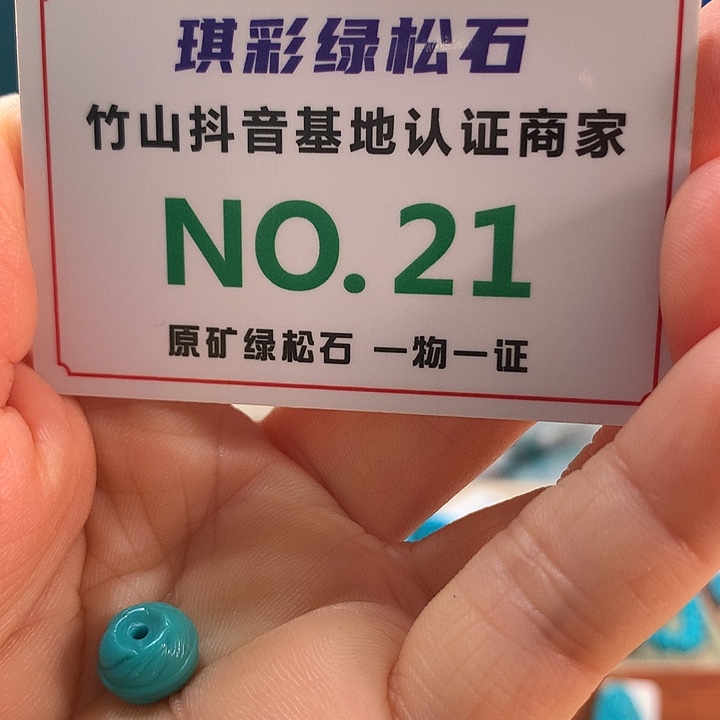 琪彩绿松石
竹山抖音基地认证商家
NO. 21
原矿绿松石 一物一证